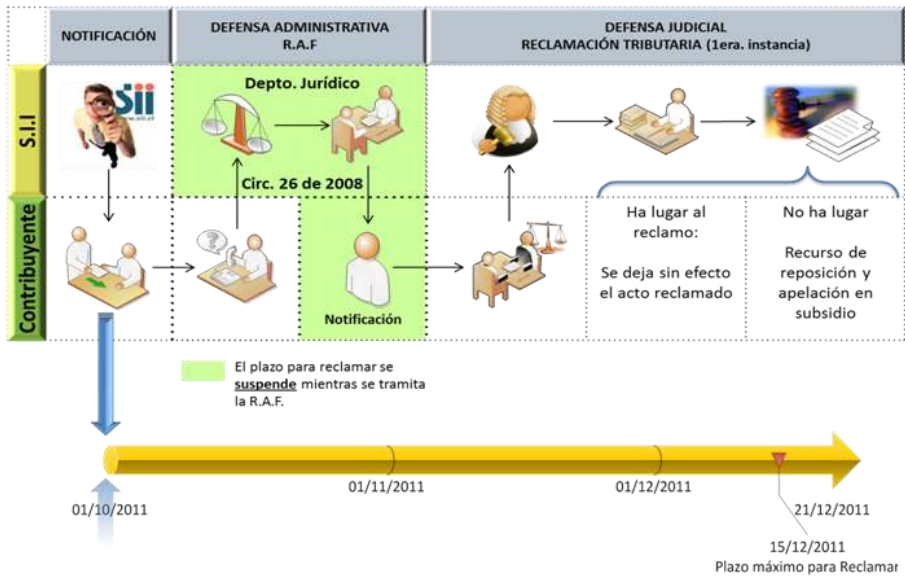 NOTIFICACIÓN
DEFENSA ADMINISTRATIVA
R.A.F
DEFENSA JUDICIAL
RECLAMACIÓN TRIBUTARIA (1era. instancia)
S.I.I
sii
Depto. Jurídico
Circ. 26 de 2008
Contribuyente
Notificación
Ha lugar al
reclamo:
Se deja sin efecto
el acto reclamado
No ha lugar
Recurso de
reposición y
apelación en
subsidio
El plazo para reclamar se
suspende mientras se tramita
la R.A.F.
01/10/2011
01/11/2011
01/12/2011
21/12/2011
15/12/2011
Plazo máximo para Reclamar